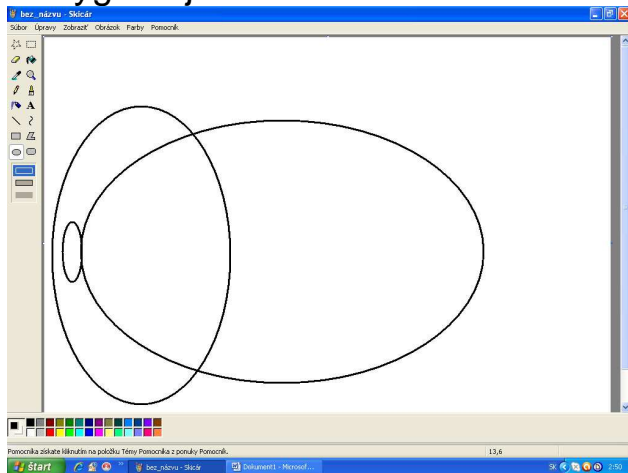 bez_názvu - Skicár
Súbor Úpravy Zobraziť Obrázok Farby Pomocník
A
Pomocníka získate kliknutím na položku Témy Pomocníka z ponuky Pomocník.
13,6
štart
bez_názvu - Skicár
Dokument1 - Microsof...
SK
2:50